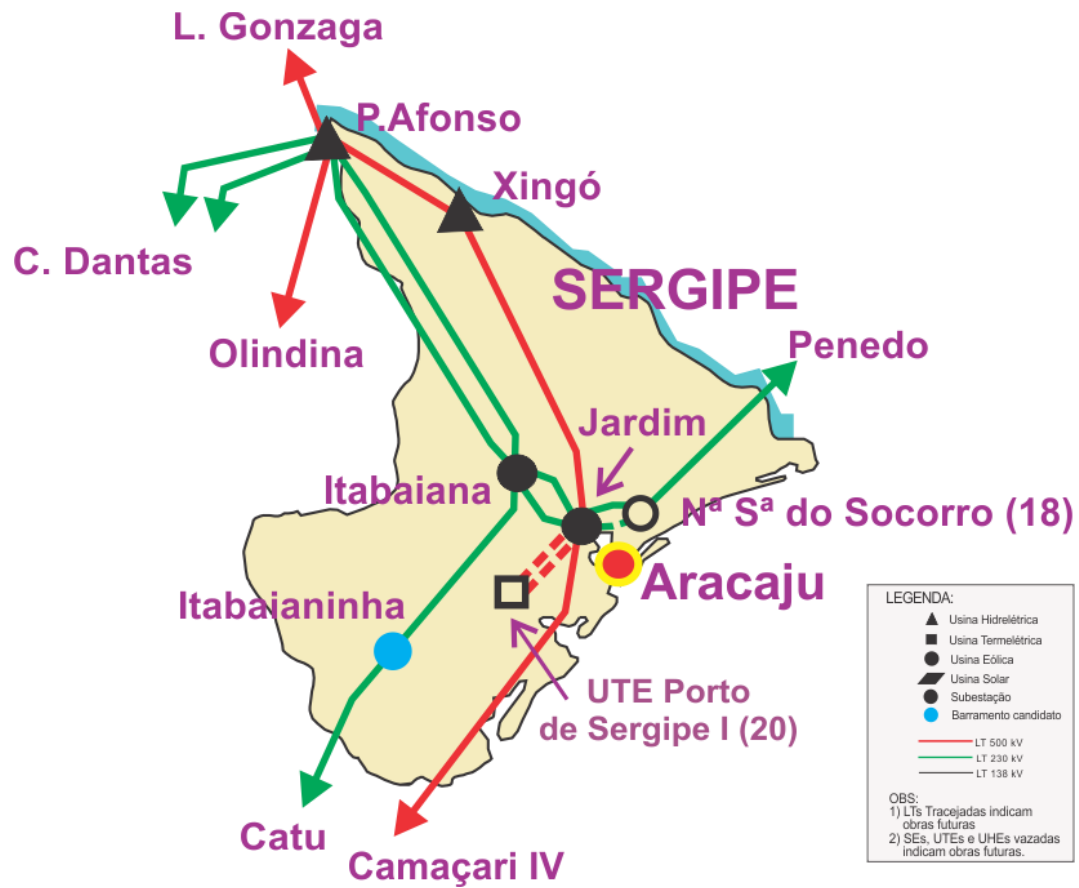 L. Gonzaga
P.Afonso
Xingó
C. Dantas
SERGIPE
Olindina
Penedo
Jardim
Itabaiana
Nª Sª do Socorro (18)
Aracaju
Itabaianinha
UTE Porto
de Sergipe I (20)
Catu
Camaçari IV
LEGENDA:
Usina Hidrelétrica
Usina Termelétrica
Usina Eólica
Usina Solar
Subestação
Barramento candidato
LT 500 kV
LT 230 kV
LT 138 kV
OBS:
1) LTs Tracejadas indicam
obras futuras
2) SEs, UTEs e UHEs vazadas
indicam obras futuras.